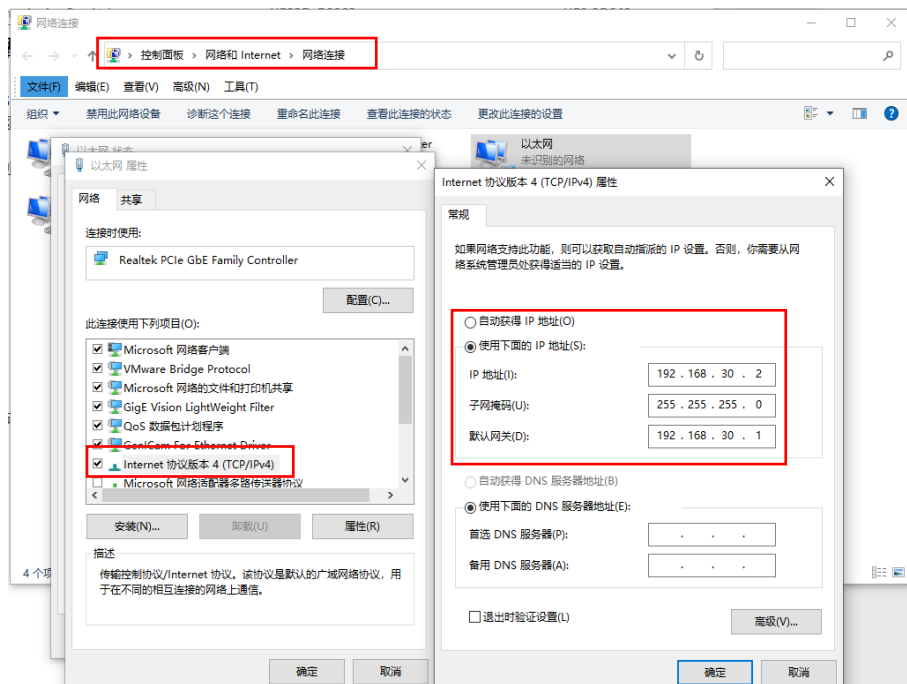 网络连接
控制面板 › 网络和 Internet › 网络连接
文件(F) 编辑(E) 查看(V) 高级(N) 工具(T)
组织 禁用此网络设备 诊断这个连接 重命名此连接 查看此连接的状态 更改此连接的设置
以太网
未识别的网络
以太网 状态
以太网 属性
网络 共享
连接时使用:
Realtek PCIe GbE Family Controller
配置(C)...
此连接使用下列项目(O):
Microsoft 网络客户端
VMware Bridge Protocol
Microsoft 网络的文件和打印机共享
GigE Vision LightWeight Filter
QoS 数据包计划程序
GenICam For Ethernet Driver
Internet 协议版本 4 (TCP/IPv4)
Microsoft 网络适配器多路传送器协议
安装(N)... 卸载(U) 属性(R)
描述
传输控制协议/Internet 协议。该协议是默认的广域网络协议，用
于在不同的相互连接的网络上通信。
确定 取消
Internet 协议版本 4 (TCP/IPv4) 属性
常规
如果网络支持此功能，则可以获取自动指派的 IP 设置。否则，你需要从网
络系统管理员处获得适当的 IP 设置。
自动获得 IP 地址(O)
使用下面的 IP 地址(S):
IP 地址(I): 192 . 168 . 30 . 2
子网掩码(U): 255 . 255 . 255 . 0
默认网关(D): 192 . 168 . 30 . 1
自动获得 DNS 服务器地址(B)
使用下面的 DNS 服务器地址(E):
首选 DNS 服务器(P): . . .
备用 DNS 服务器(A): . . .
退出时验证设置(L)
高级(V)...
确定 取消